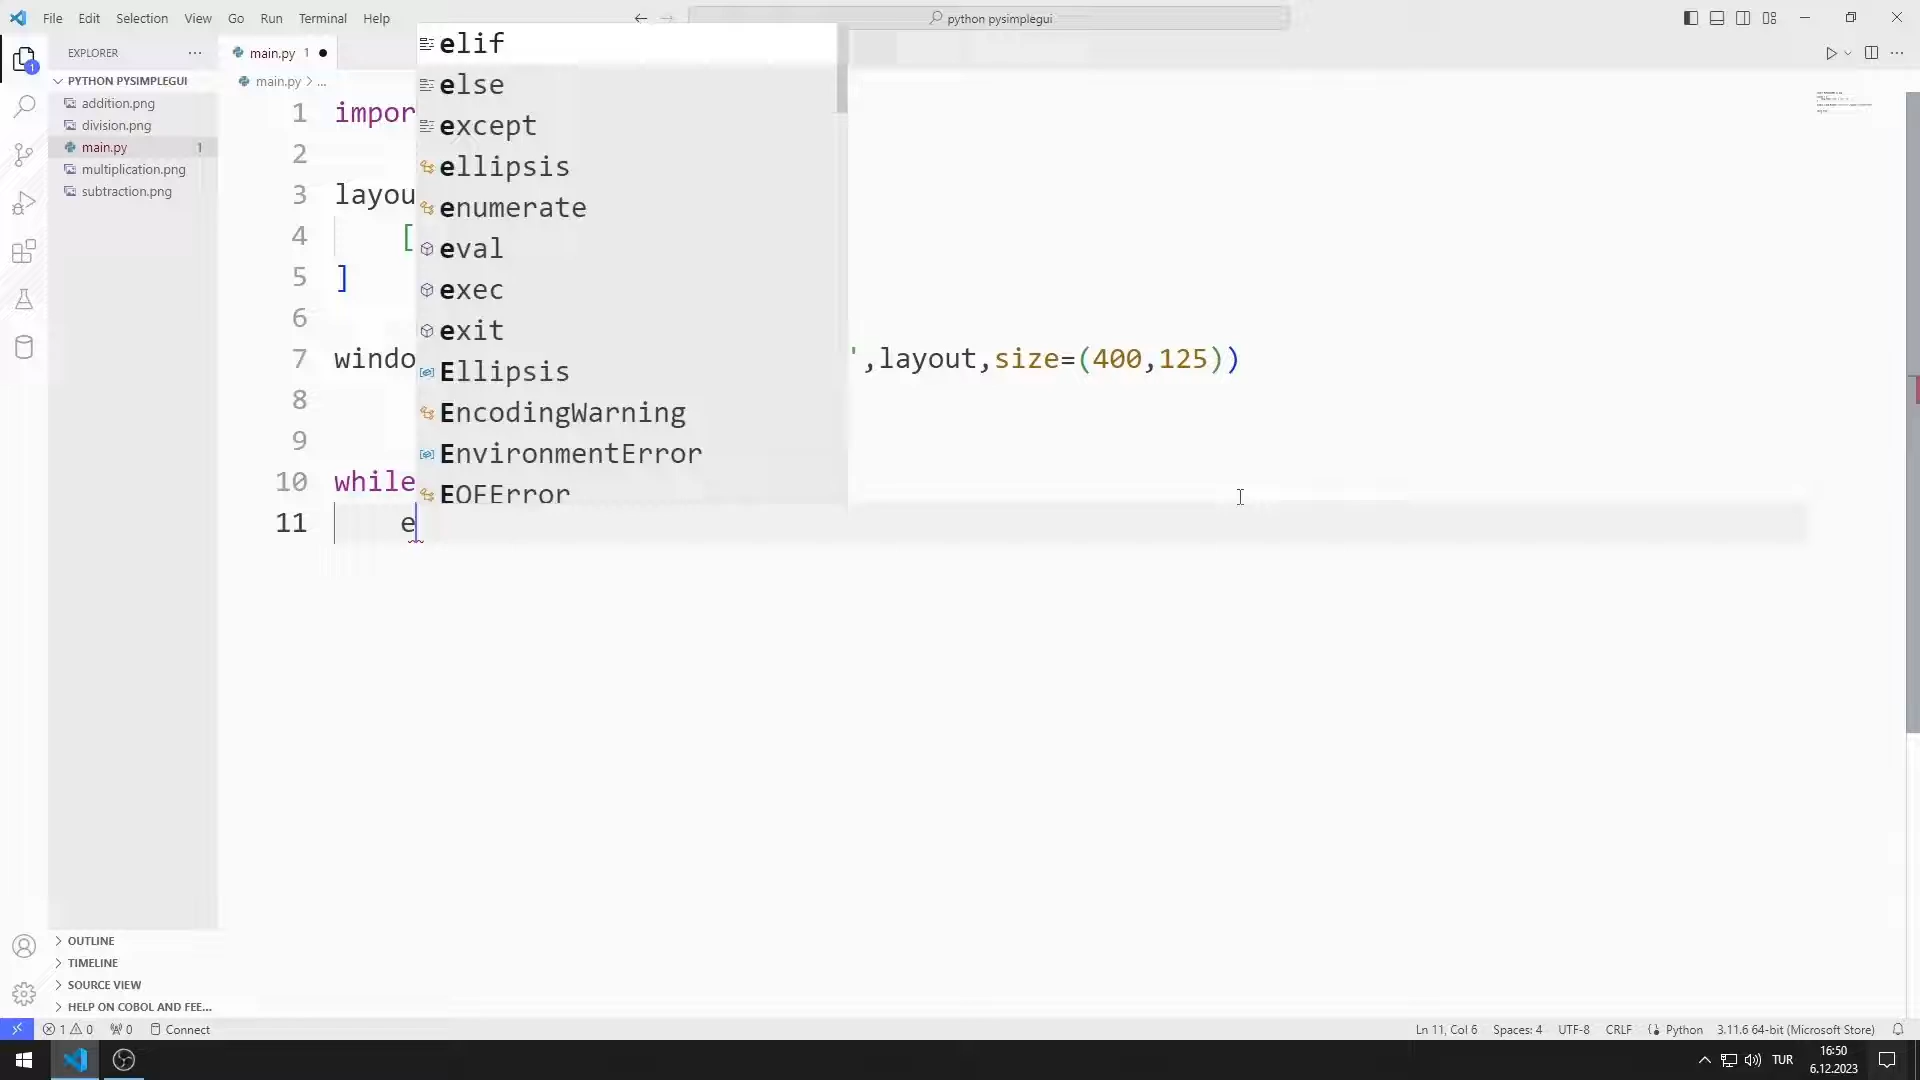 File Edit Selection View Go Run Terminal Help
python pysimplegui
EXPLORER
PYTHON PYSIMPLEGUI
addition.png
division.png
main.py 1
multiplication.png
subtraction.png
main.py 1
main.py > ...
1 impor
2
3 layou
4 [
5 ]
6
7 windo ',layout,size=(400,125))
8
9
10 while
11 e
elif
else
except
ellipsis
enumerate
eval
exec
exit
Ellipsis
EncodingWarning
EnvironmentError
EOFError
OUTLINE
TIMELINE
SOURCE VIEW
HELP ON COBOL AND FEE...
1
1 0 0 Connect
Ln 11, Col 6 Spaces: 4 UTF-8 CRLF Python 3.11.6 64-bit (Microsoft Store)
TUR
16:50
6.12.2023